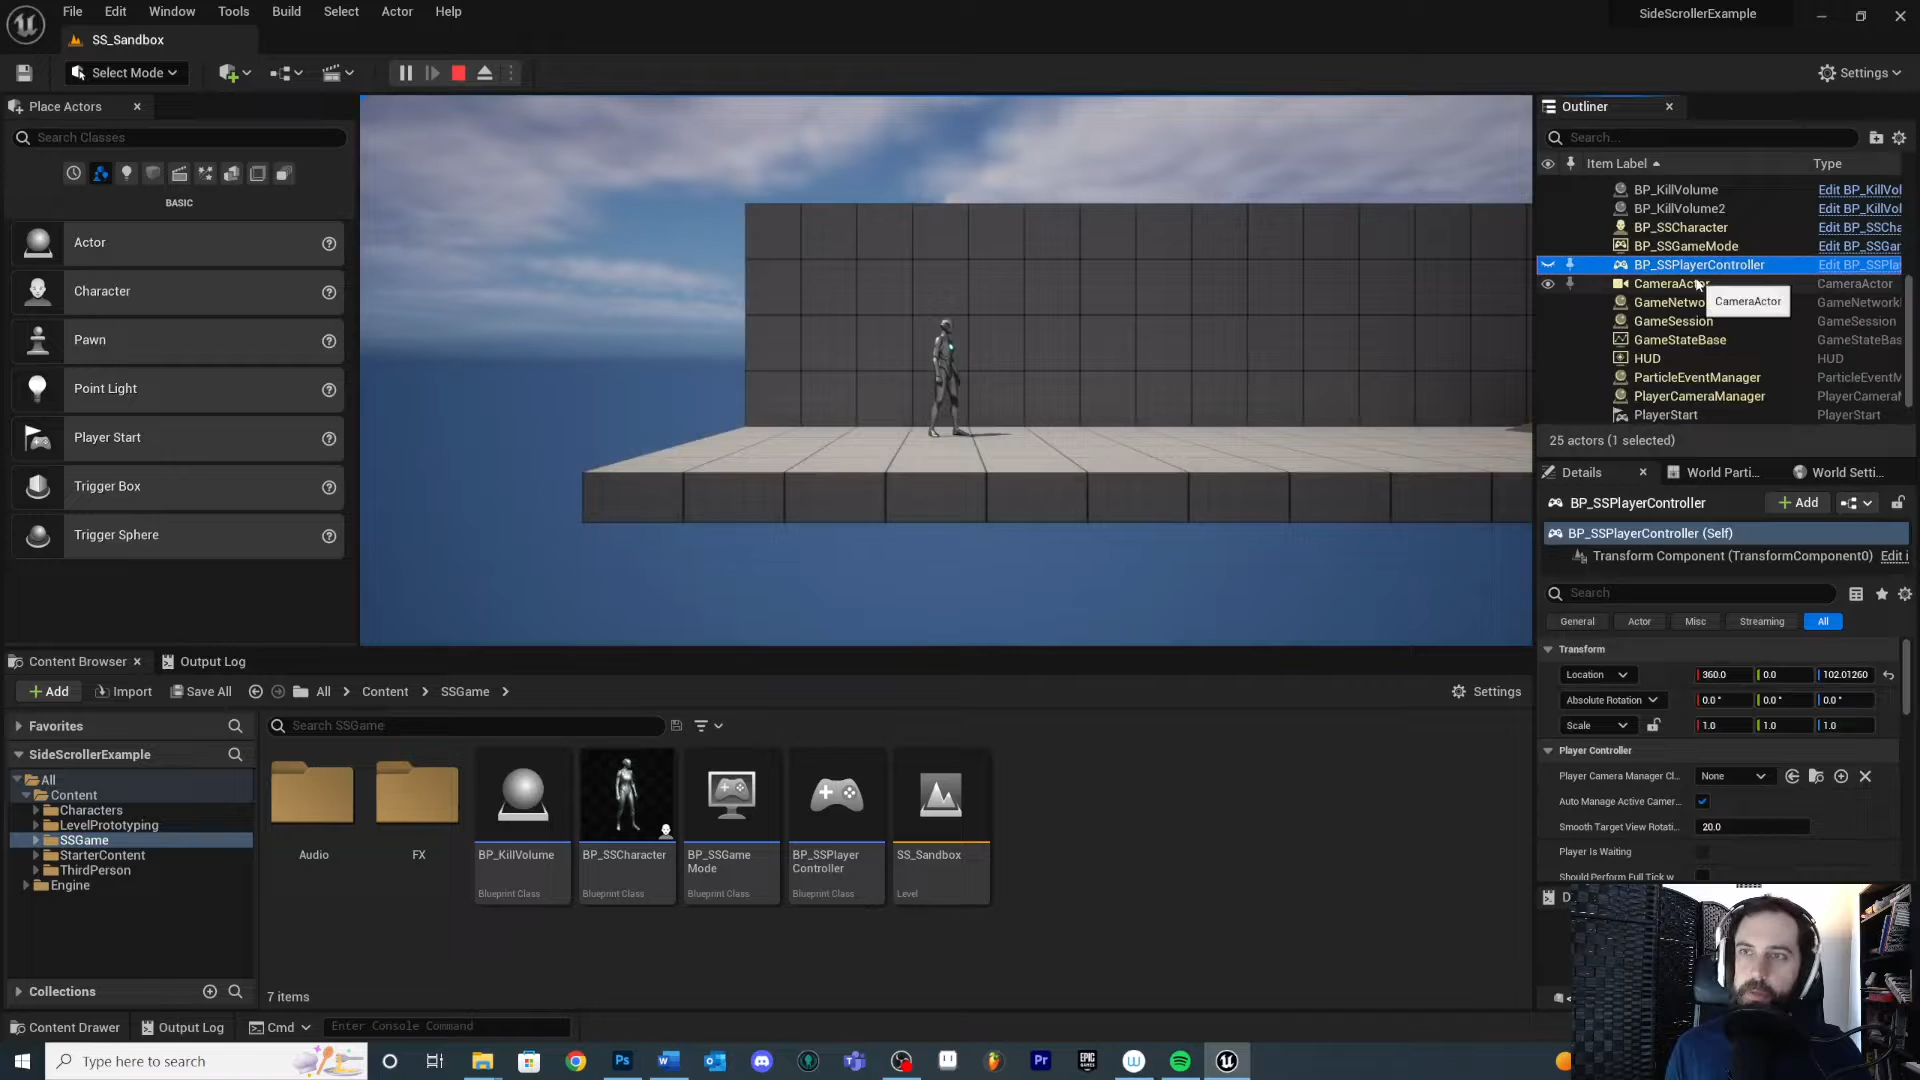 File Edit Window Tools Build Select Actor Help
SideScrollerExample
SS_Sandbox
Select Mode
Settings
Place Actors
Search Classes
BASIC
Actor
Character
Pawn
Point Light
Player Start
Trigger Box
Trigger Sphere
Outliner
Search...
Item Label Type
BP_KillVolume Edit BP_KillVol
BP_KillVolume2 Edit BP_KillVol
BP_SSCharacter Edit BP_SSCha
BP_SSGameMode Edit BP_SSGar
BP_SSPlayerController Edit BP_SSPla
CameraActor CameraActor
CameraActor
GameNetwo GameNetwork
GameSession GameSession
GameStateBase GameStateBas
HUD HUD
ParticleEventManager ParticleEventM
PlayerCameraManager PlayerCameraM
PlayerStart PlayerStart
25 actors (1 selected)
Details World Parti... World Setti...
BP_SSPlayerController Add
BP_SSPlayerController (Self)
Transform Component (TransformComponent0) Edit i
Search
General Actor Misc Streaming All
Transform
Location 360.0 0.0 102.01260
Absolute Rotation 0.0° 0.0° 0.0°
Scale 1.0 1.0 1.0
Player Controller
Player Camera Manager Cl... None
Auto Manage Active Camer...
Smooth Target View Rotati... 20.0
Player Is Waiting
Should Perform Full Tick w
D
Content Browser Output Log
Add Import Save All All Content SSGame Settings
Favorites
Search SSGame
SideScrollerExample
All
Content
Characters
LevelPrototyping
SSGame
StarterContent
ThirdPerson
Engine
Collections
Audio
FX
BP_KillVolume
Blueprint Class
BP_SSCharacter
Blueprint Class
BP_SSGame
Mode
Blueprint Class
BP_SSPlayer
Controller
Blueprint Class
SS_Sandbox
Level
7 items
Content Drawer Output Log Cmd Enter Console Command
Type here to search
Ps W Pr EPIC GAMES